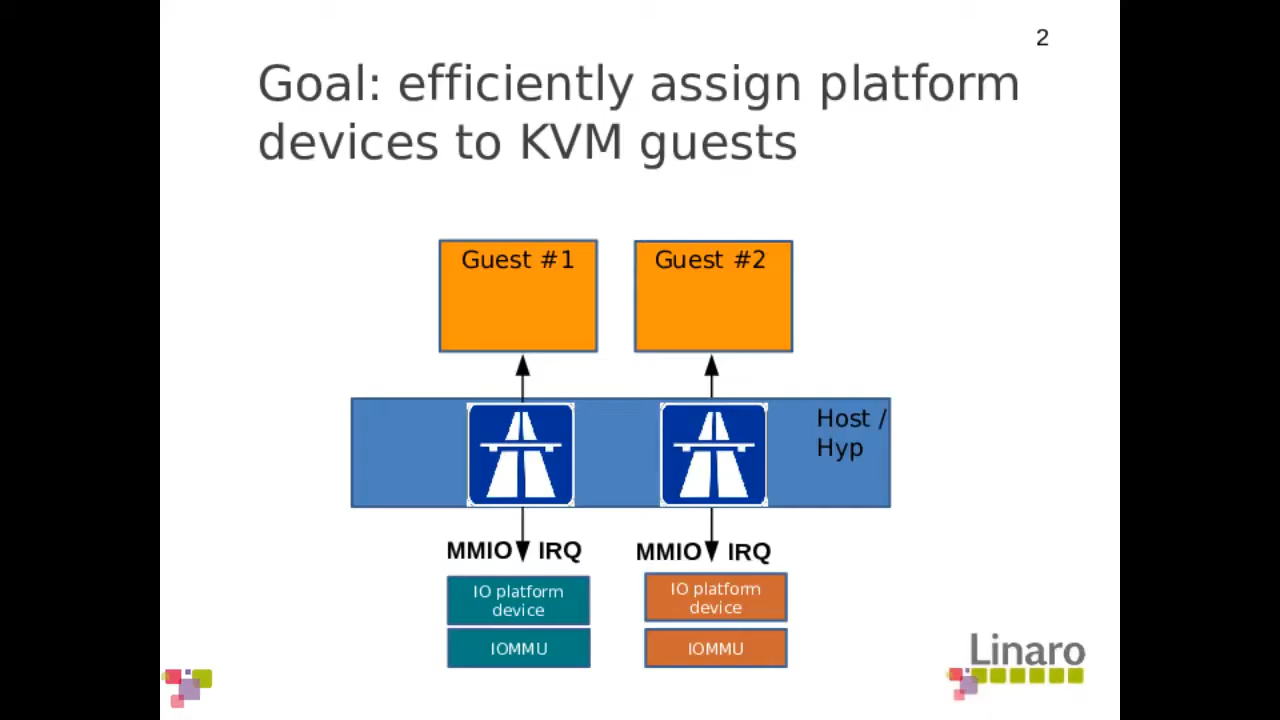 2
Goal: efficiently assign platform
devices to KVM guests
Guest #1
Guest #2
Host /
Hyp
MMIO IRQ
MMIO IRQ
IO platform
device
IO platform
device
IOMMU
IOMMU
Linaro